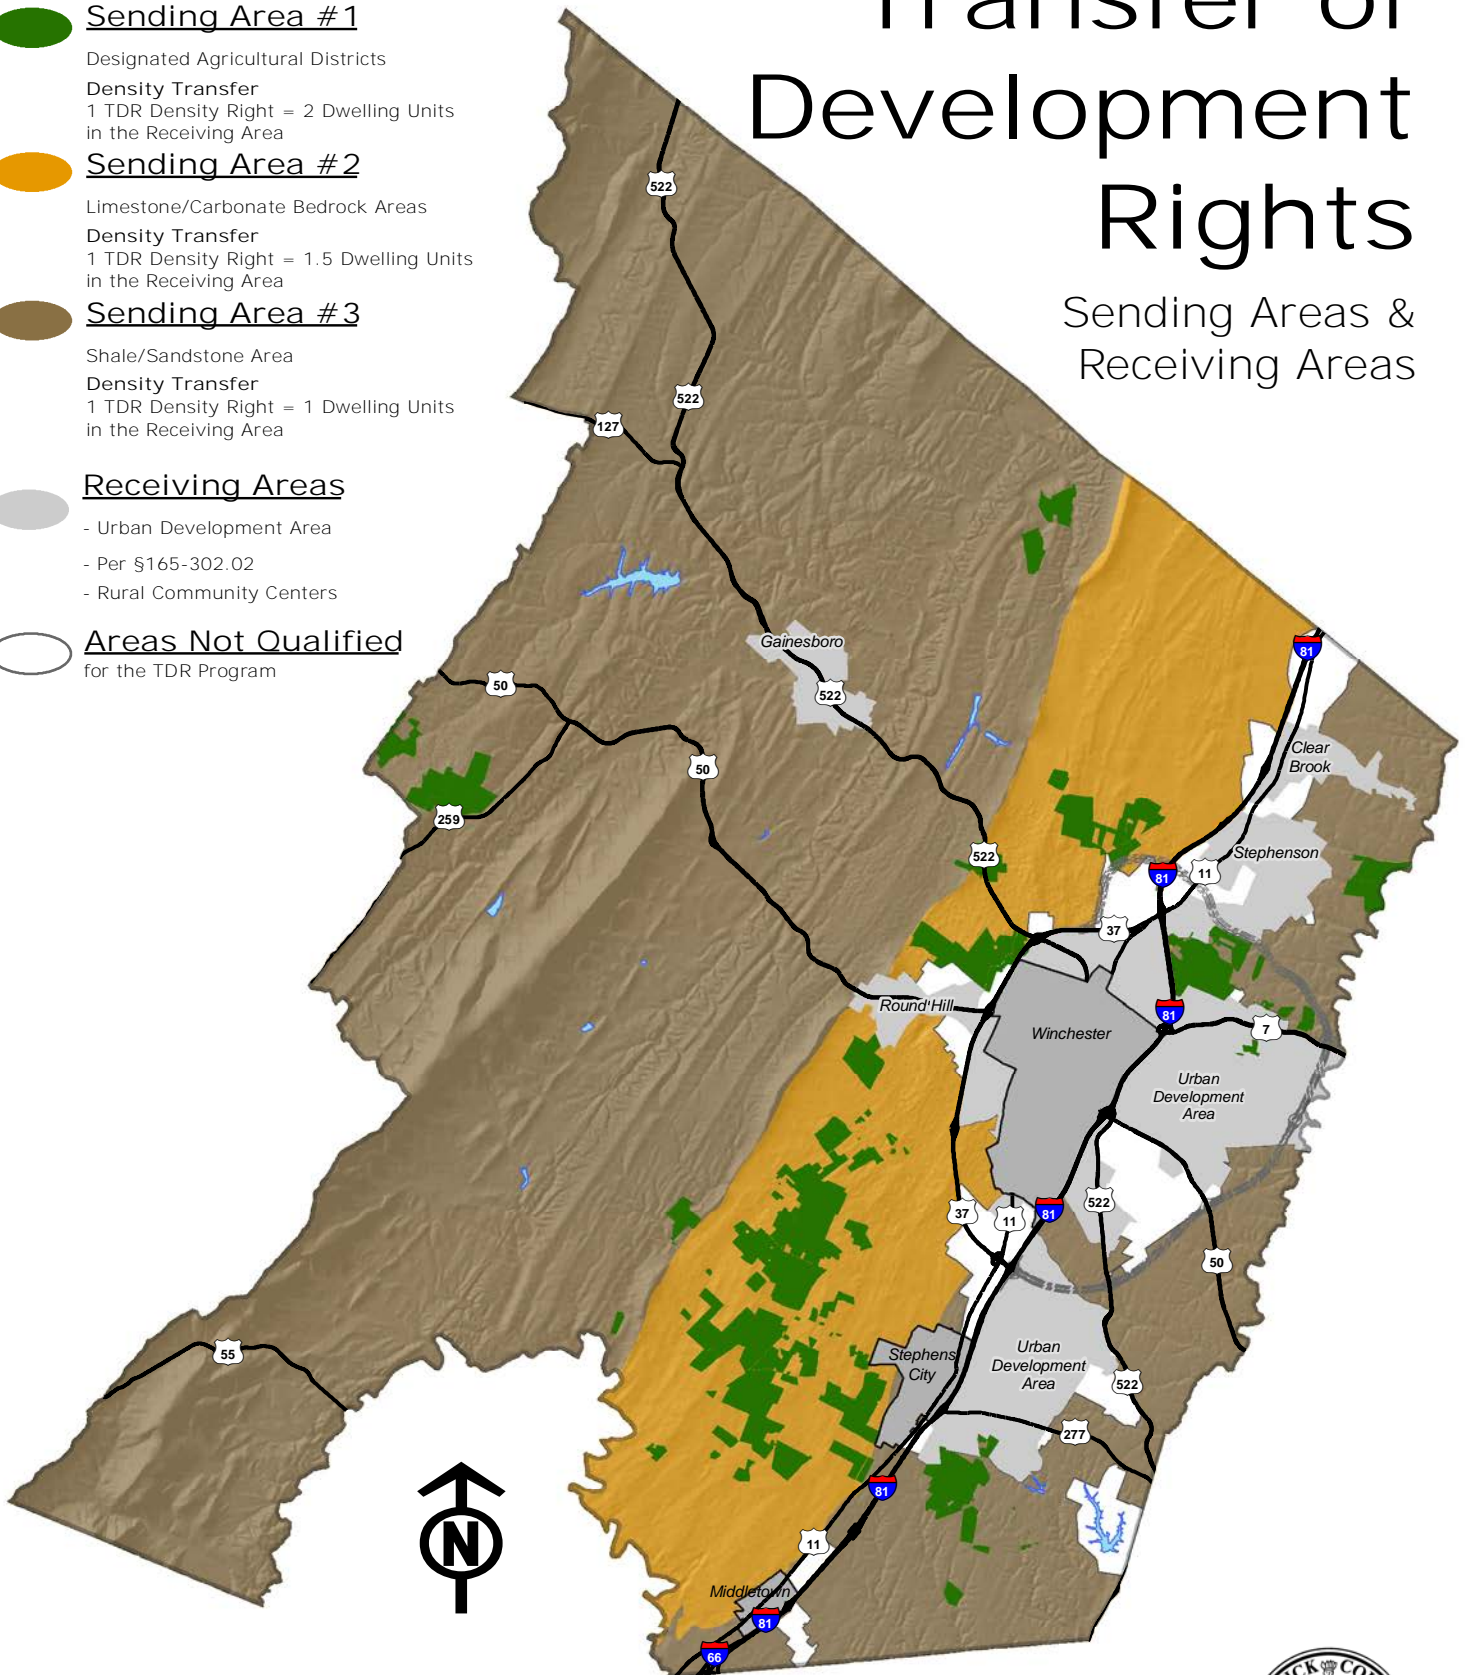 Transfer of
Development
Rights
Sending Areas &
Receiving Areas
Sending Area #1
Designated Agricultural Districts
Density Transfer
1 TDR Density Right = 2 Dwelling Units
in the Receiving Area
Sending Area #2
Limestone/Carbonate Bedrock Areas
Density Transfer
1 TDR Density Right = 1.5 Dwelling Units
in the Receiving Area
Sending Area #3
Shale/Sandstone Area
Density Transfer
1 TDR Density Right = 1 Dwelling Units
in the Receiving Area
Receiving Areas
- Urban Development Area
- Per §165-302.02
- Rural Community Centers
Areas Not Qualified
for the TDR Program
522
522
127
Gainesboro
522
81
50
Clear
Brook
50
259
522
Stephenson
81
11
37
Round Hill
81
Winchester
7
Urban
Development
Area
37
11
81
522
50
Stephens
City
Urban
Development
Area
55
522
277
81
N
11
Middletown
81
66
CK CO